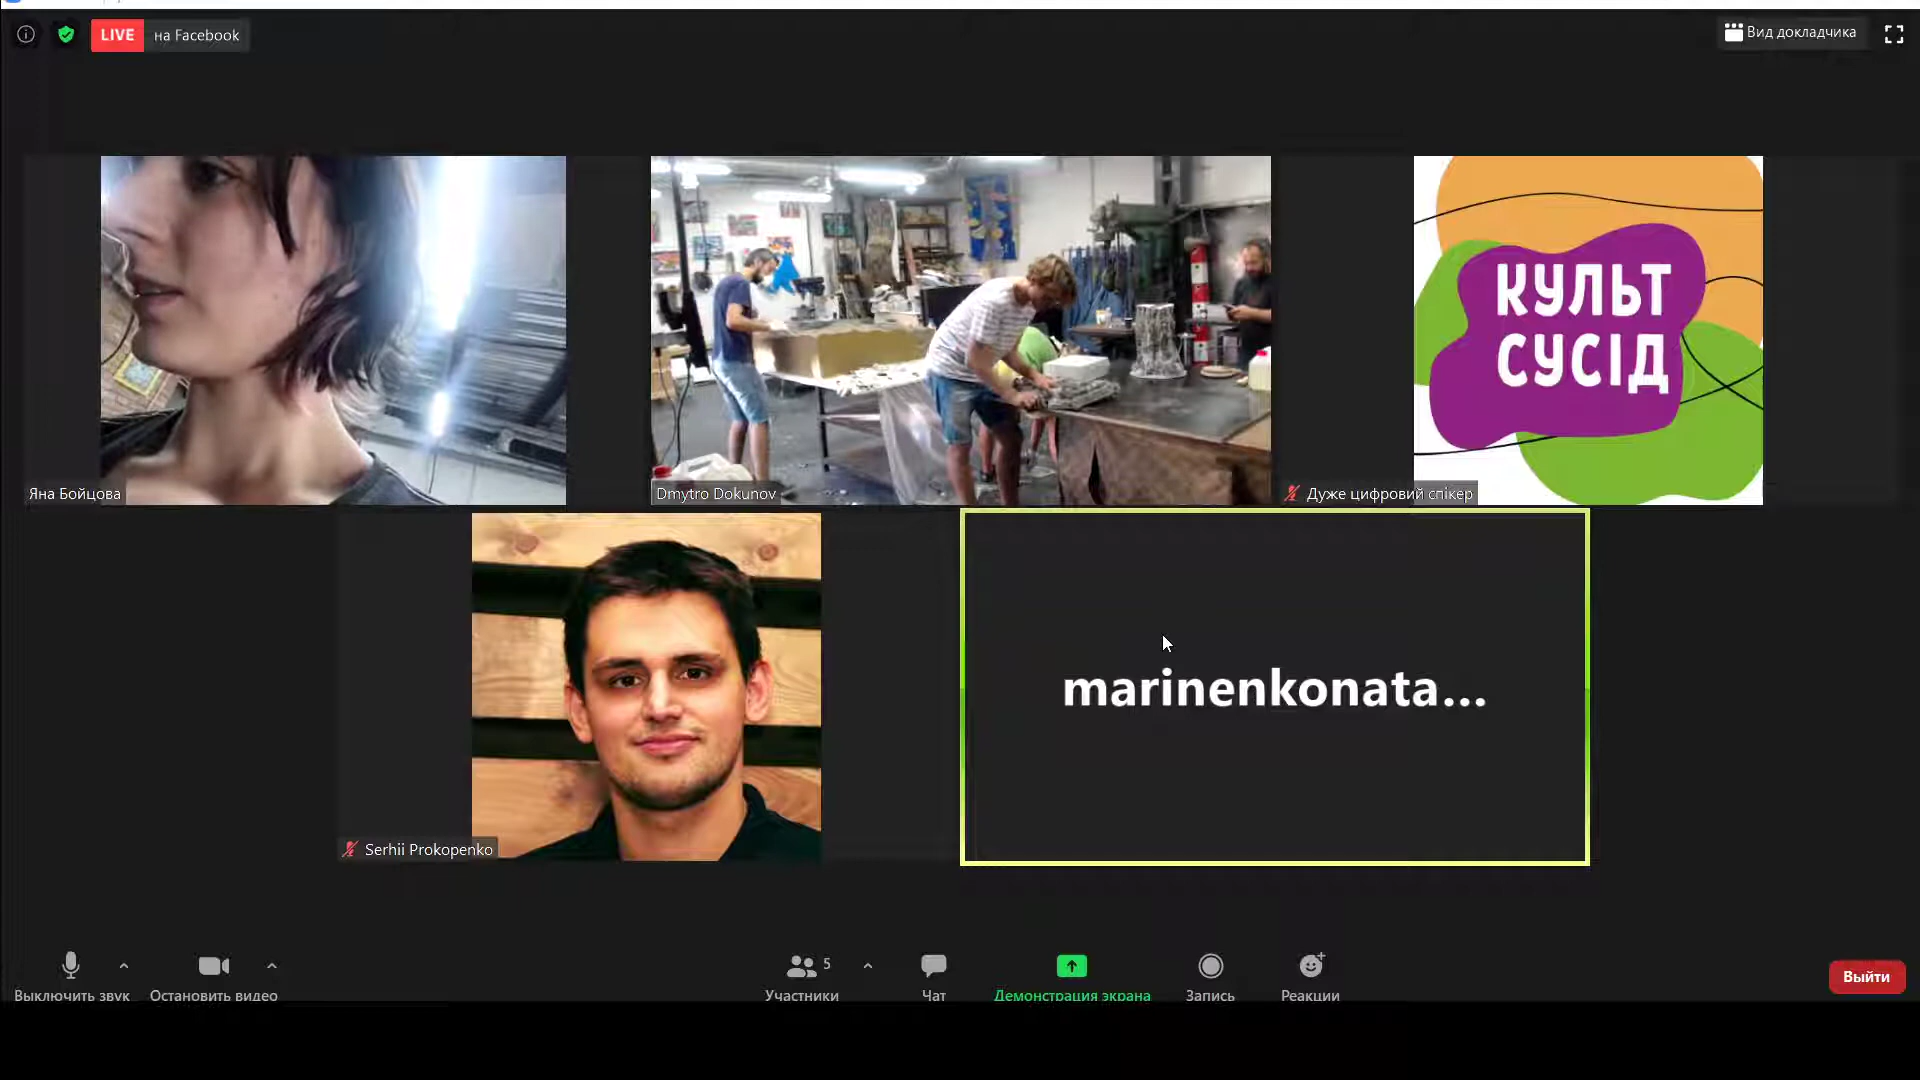 LIVE на Facebook
Вид докладчика
КУЛЬТ
СУСІД
Яна Бойцова
Dmytro Dokunov
Дуже цифровий спікер
marinenkonata...
Serhii Prokopenko
5
Выключить звук
Остановить видео
Участники
Чат
Демонстрация экрана
Запись
Реакции
Выйти